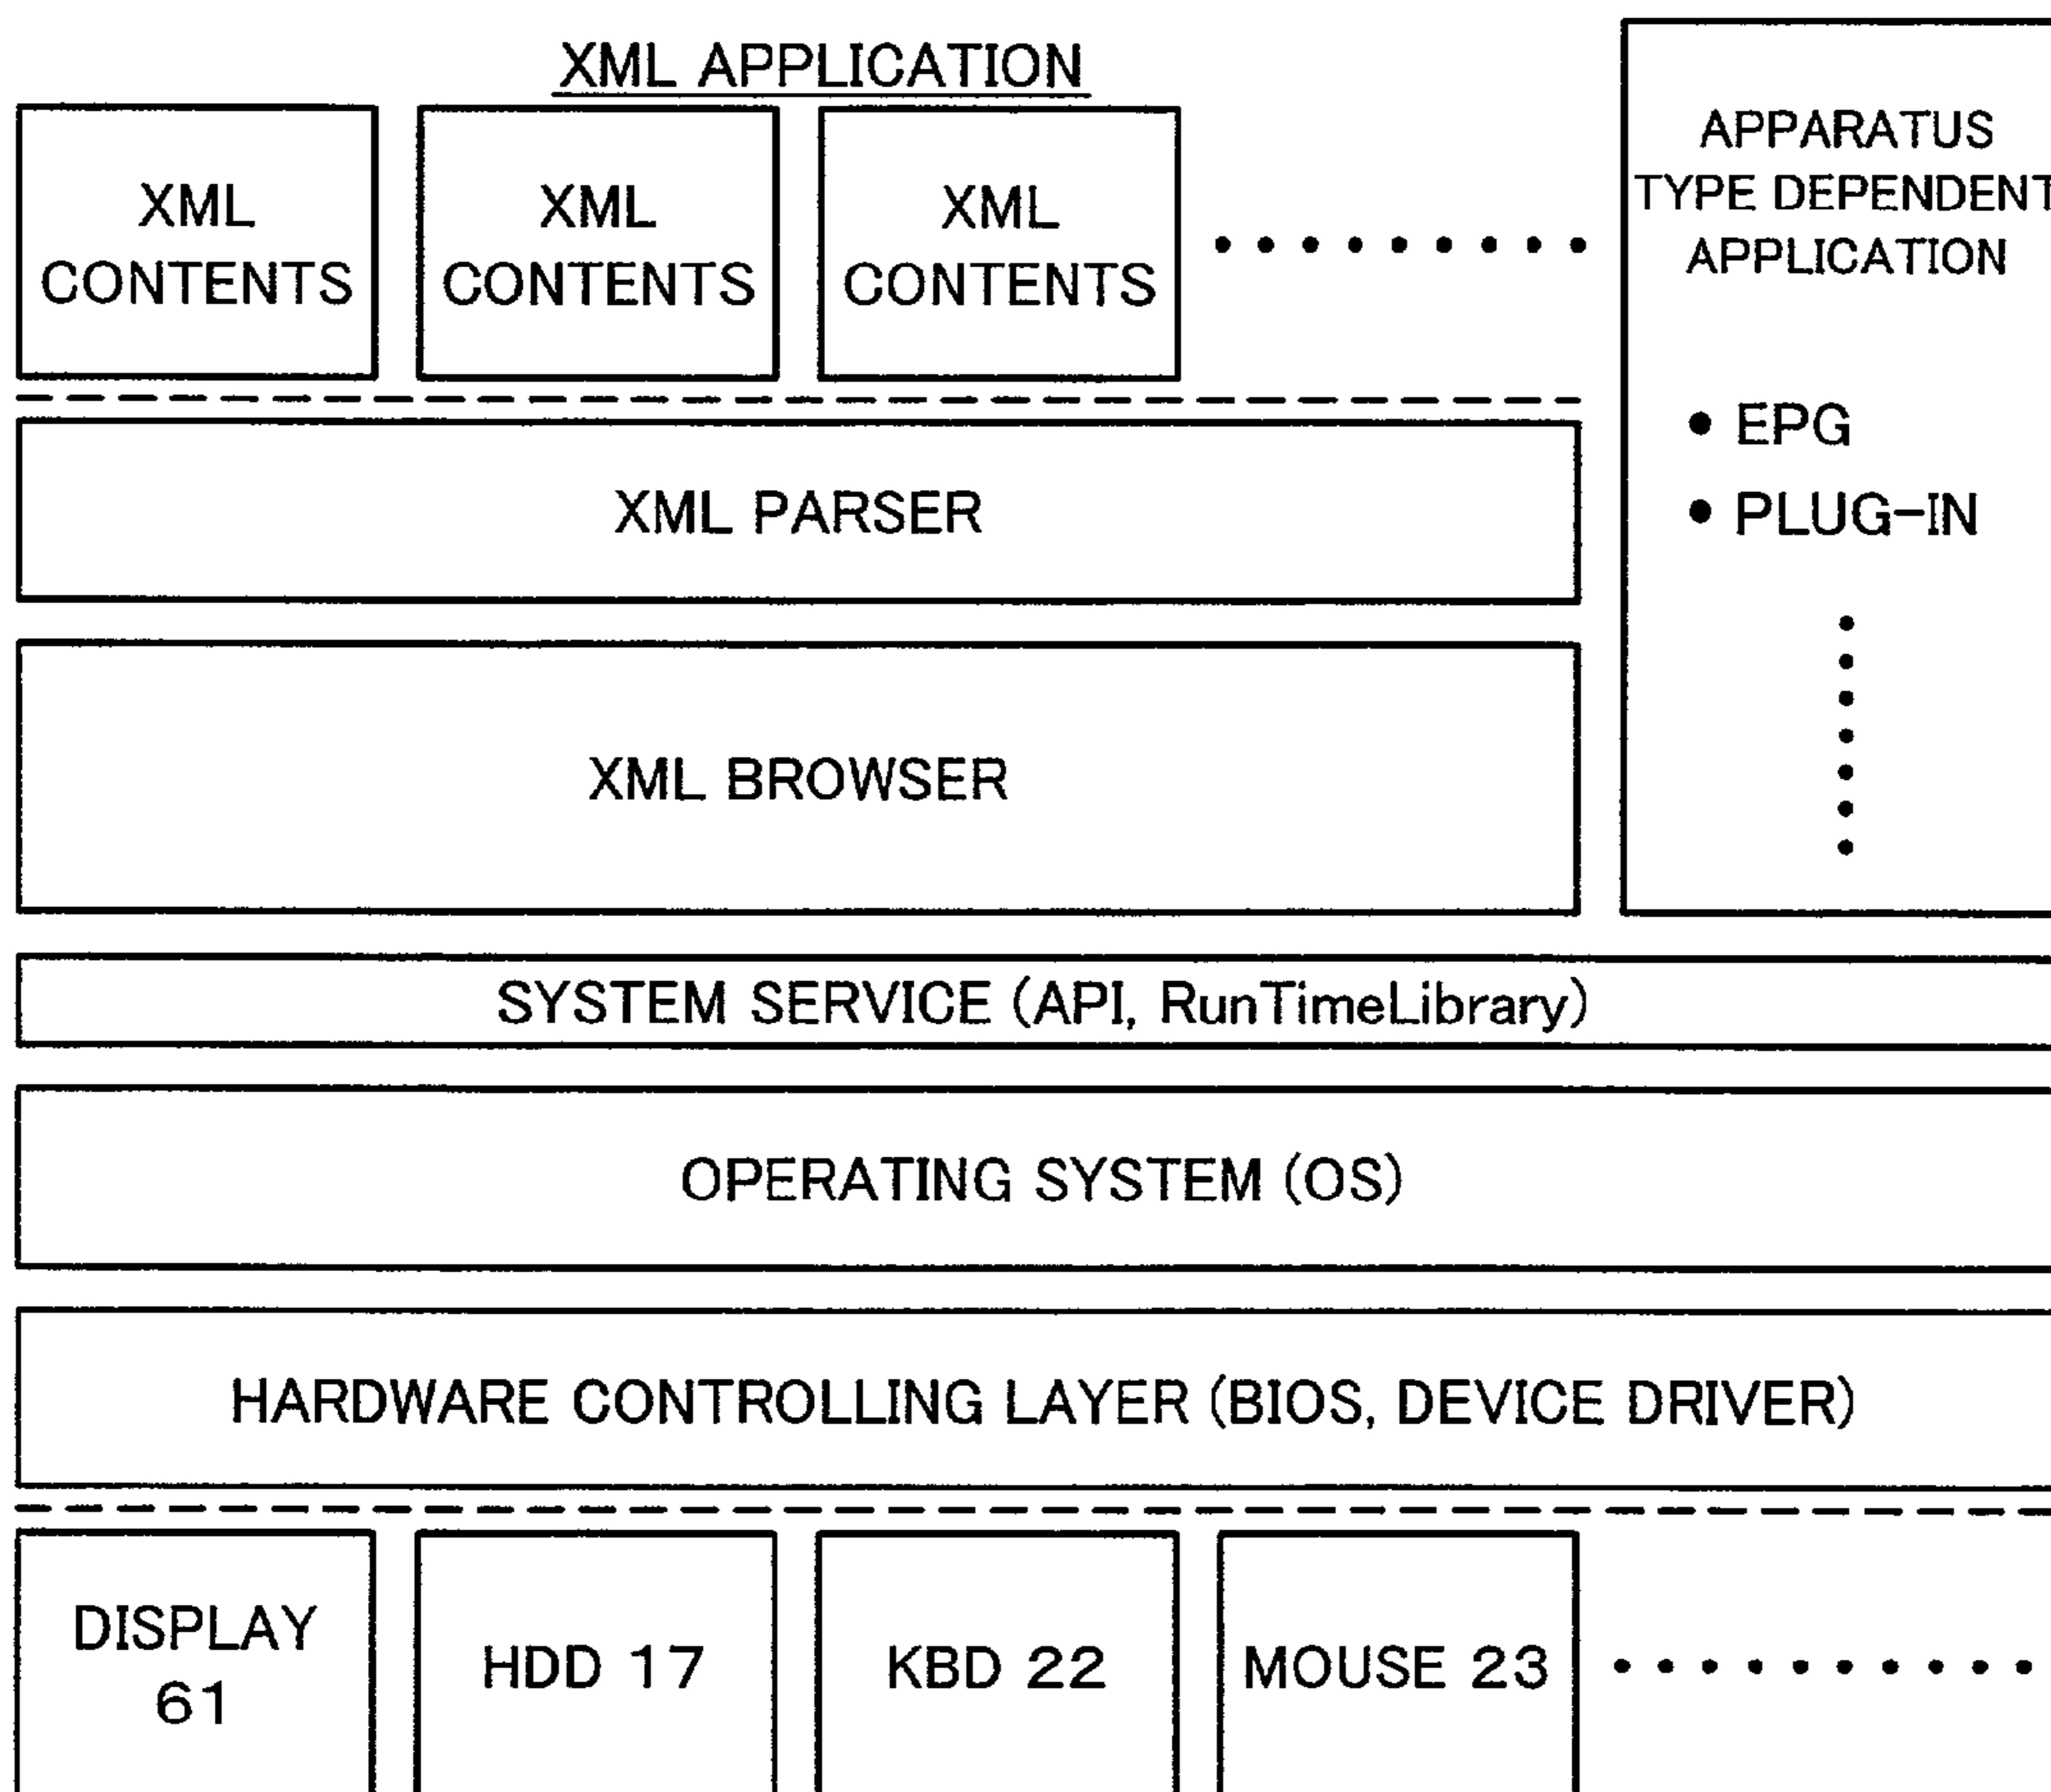 XML APPLICATION
XML
CONTENTS
XML
CONTENTS
XML
CONTENTS
APPARATUS
TYPE DEPENDENT
APPLICATION
• EPG
• PLUG-IN
XML PARSER
XML BROWSER
SYSTEM SERVICE (API, RunTimeLibrary)
OPERATING SYSTEM (OS)
HARDWARE CONTROLLING LAYER (BIOS, DEVICE DRIVER)
DISPLAY
61
HDD 17
KBD 22
MOUSE 23